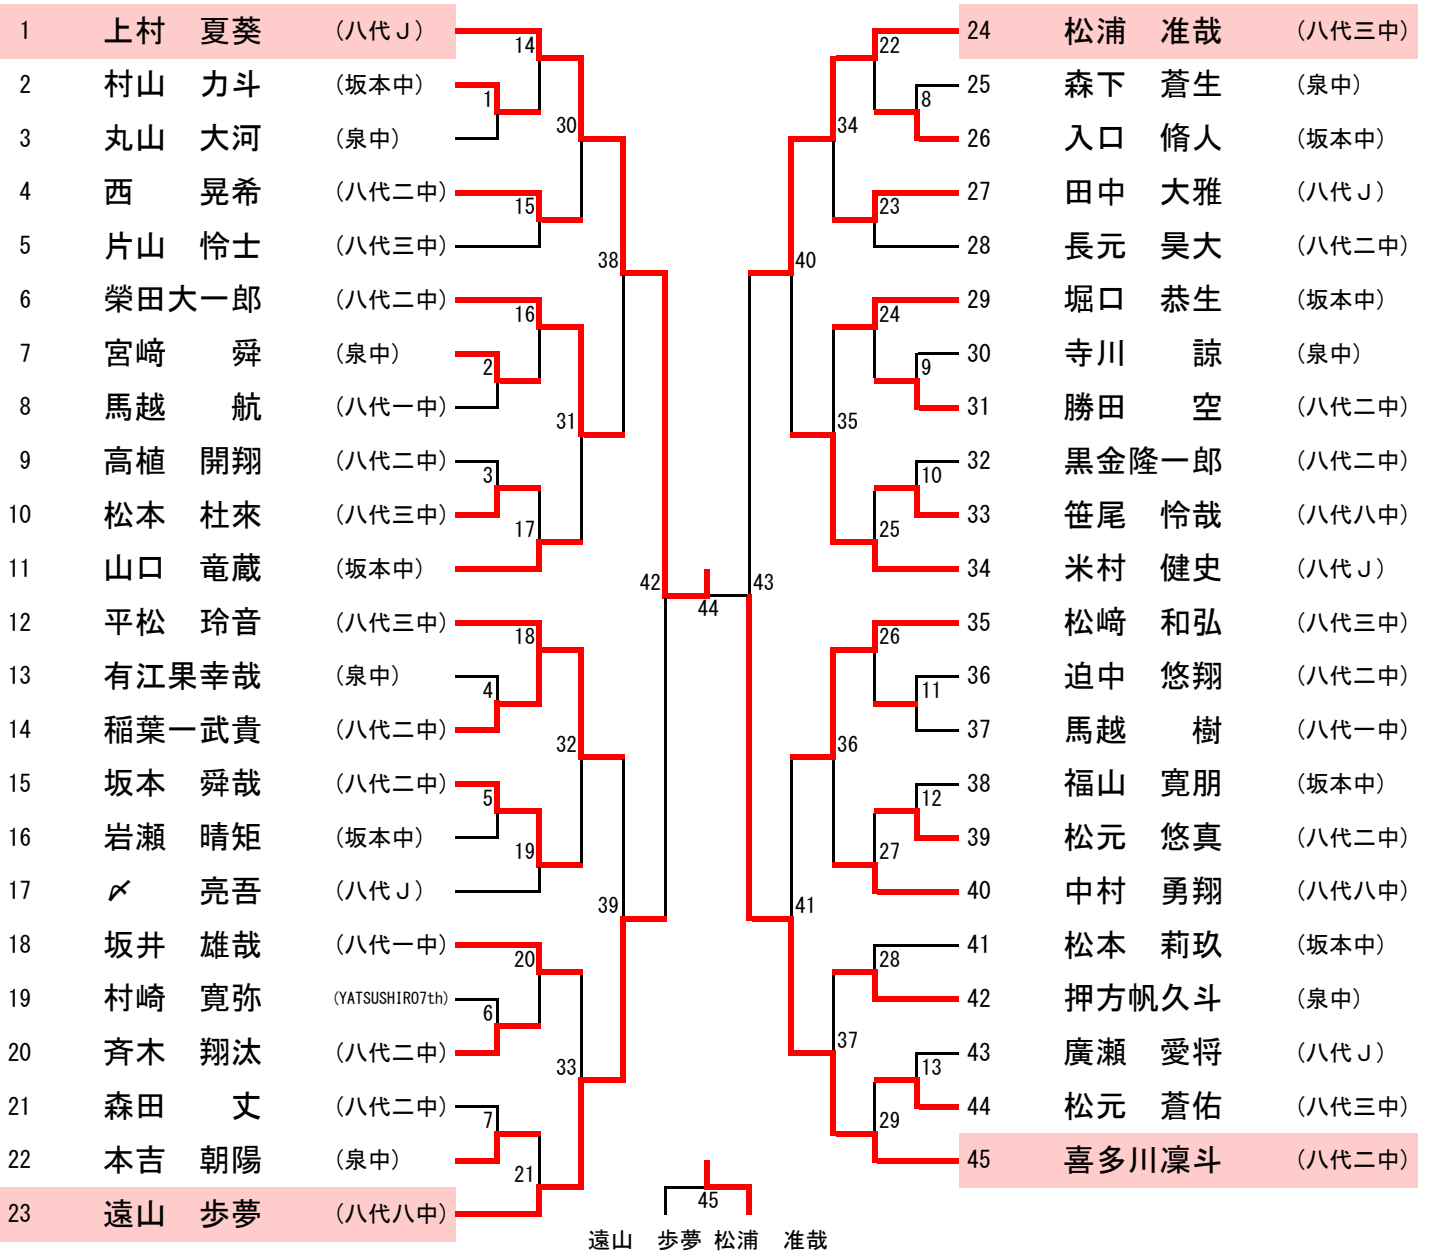 1 上村 夏葵 (八代Ｊ)
2 村山 力斗 (坂本中)
3 丸山 大河 (泉中)
4 西 晃希 (八代二中)
5 片山 怜士 (八代三中)
6 榮田大一郎 (八代二中)
7 宮﨑 舜 (泉中)
8 馬越 航 (八代一中)
9 高植 開翔 (八代二中)
10 松本 杜來 (八代三中)
11 山口 竜蔵 (坂本中)
12 平松 玲音 (八代三中)
13 有江果幸哉 (泉中)
14 稲葉一武貴 (八代二中)
15 坂本 舜哉 (八代二中)
16 岩瀬 晴矩 (坂本中)
17 〆 亮吾 (八代Ｊ)
18 坂井 雄哉 (八代一中)
19 村崎 寛弥 (YATSUSHIRO7th)
20 斉木 翔汰 (八代二中)
21 森田 丈 (八代二中)
22 本吉 朝陽 (泉中)
23 遠山 歩夢 (八代八中)
14
1
30
15
38
16
2
31
3
17
42
18
4
32
5
19
39
20
6
33
7
21
44
45
遠山 歩夢 松浦 准哉
22
8
34
23
40
24
9
35
10
25
43
26
11
36
12
27
41
28
37
13
29
24 松浦 准哉 (八代三中)
25 森下 蒼生 (泉中)
26 入口 脩人 (坂本中)
27 田中 大雅 (八代Ｊ)
28 長元 昊大 (八代二中)
29 堀口 恭生 (坂本中)
30 寺川 諒 (泉中)
31 勝田 空 (八代二中)
32 黒金隆一郎 (八代二中)
33 笹尾 怜哉 (八代八中)
34 米村 健史 (八代Ｊ)
35 松﨑 和弘 (八代三中)
36 迫中 悠翔 (八代二中)
37 馬越 樹 (八代一中)
38 福山 寛朋 (坂本中)
39 松元 悠真 (八代二中)
40 中村 勇翔 (八代八中)
41 松本 莉玖 (坂本中)
42 押方帆久斗 (泉中)
43 廣瀬 愛将 (八代Ｊ)
44 松元 蒼佑 (八代三中)
45 喜多川凜斗 (八代二中)